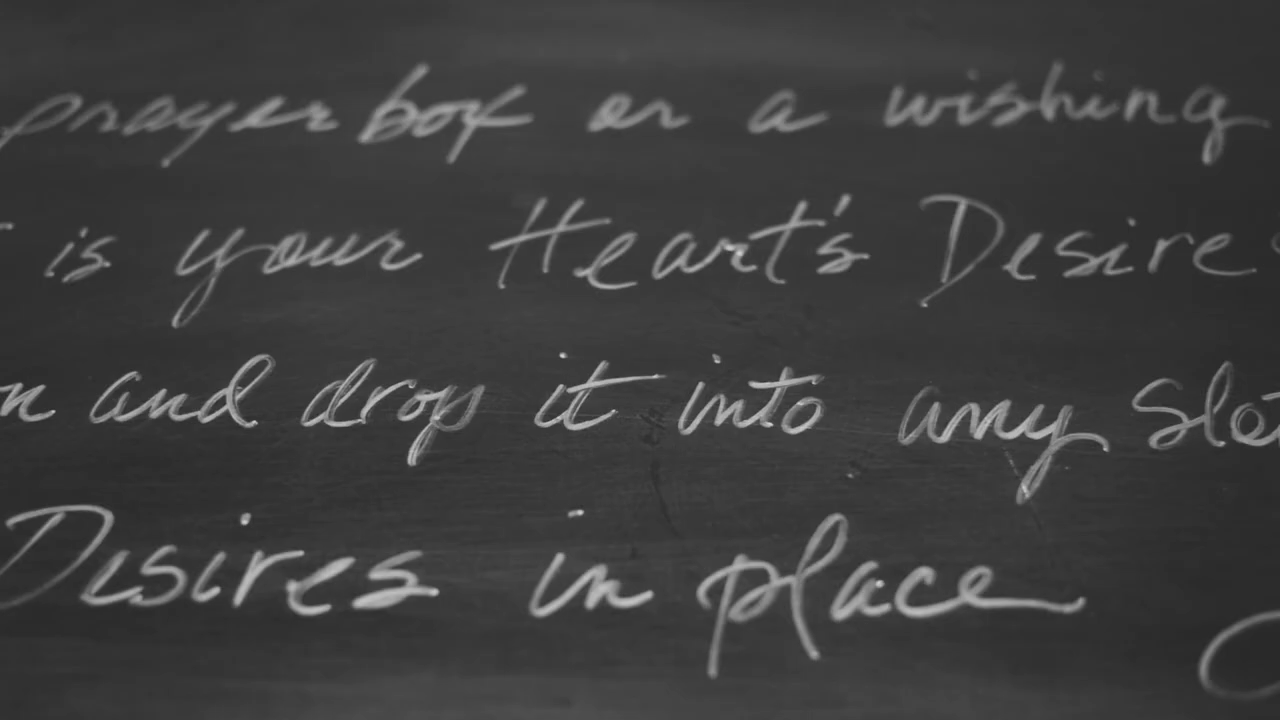 prayer box or a wishing
is your Heart's Desire
and drop it into any Slot
Desires in place